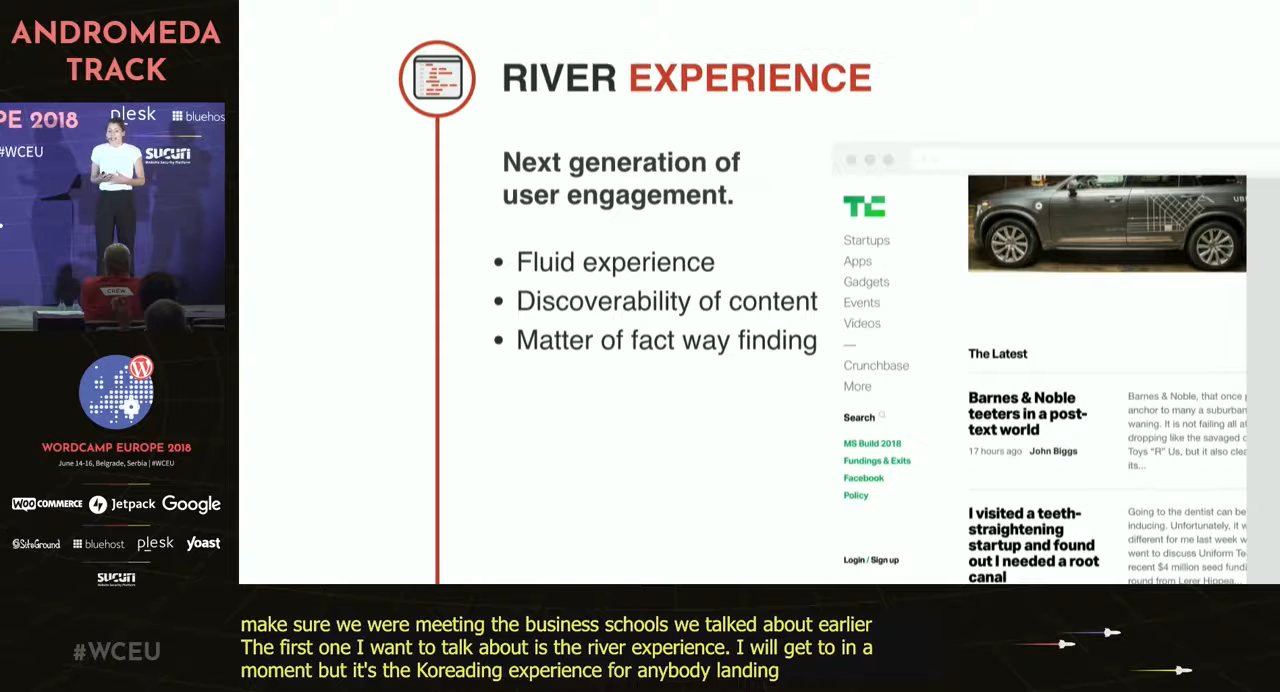 ANDROMEDA
TRACK
PE 2018
plesk
bluehos
#WCEU
SUCURI
CREW
WORDCAMP EUROPE 2018
June 14-16, Belgrade, Serbia | #WCEU
WOO COMMERCE
Jetpack
Google
SiteGround
bluehost
plesk
yoast
SUCURI
Website Security Platform
#WCEU
RIVER EXPERIENCE
Next generation of
user engagement.
• Fluid experience
• Discoverability of content
• Matter of fact way finding
TC
Startups
Apps
Gadgets
Events
Videos
—
Crunchbase
More
Search
MS Build 2018
Fundings & Exits
Facebook
Policy
Login / Sign up
UB
The Latest
Barnes & Noble
teeters in a post-
text world
17 hours ago John Biggs
Barnes & Noble, that once
anchor to many a suburban
waning. It is not failing all
dropping like the savaged
Toys "R" Us, but it also
its...
I visited a teeth-
straightening
startup and found
out I needed a root
canal
Going to the dentist can be
inducing. Unfortunately, it
different for me last week
went to discuss Uniform Te
recent $4 million seed
round from Lerer Hippea...
make sure we were meeting the business schools we talked about earlier
The first one I want to talk about is the river experience. I will get to in a
moment but it's the Koreading experience for anybody landing